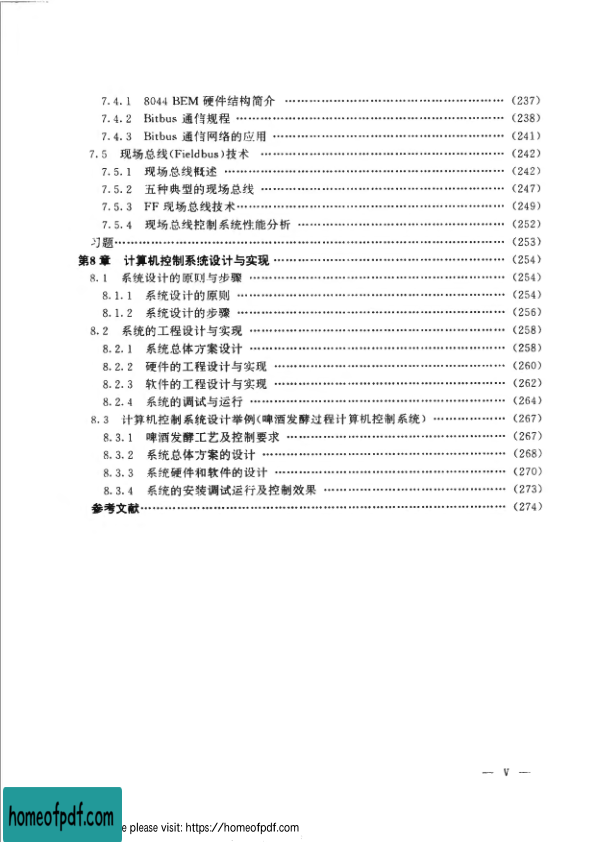 7.4.1 8044 BEM 硬件结构简介 ……………………………………………… (237)
7.4.2 Bitbus 通信规程 ……………………………………………………… (238)
7.4.3 Bitbus 通信网络的应用 ……………………………………………… (241)
7.5 现场总线(Fieldbus)技术 ………………………………………………… (242)
7.5.1 现场总线概述 ………………………………………………………… (242)
7.5.2 五种典型的现场总线 ………………………………………………… (247)
7.5.3 FF 现场总线技术……………………………………………………… (249)
7.5.4 现场总线控制系统性能分析 ………………………………………… (252)
习题…………………………………………………………………………………… (253)
第8章 计算机控制系统设计与实现 ……………………………………………… (254)
8.1 系统设计的原则与步骤 …………………………………………………… (254)
8.1.1 系统设计的原则 ……………………………………………………… (254)
8.1.2 系统设计的步骤 ……………………………………………………… (256)
8.2 系统的工程设计与实现 …………………………………………………… (258)
8.2.1 系统总体方案设计 …………………………………………………… (258)
8.2.2 硬件的工程设计与实现 ……………………………………………… (260)
8.2.3 软件的工程设计与实现 ……………………………………………… (262)
8.2.4 系统的调试与运行 …………………………………………………… (264)
8.3 计算机控制系统设计举例(啤酒发酵过程计算机控制系统) ……………… (267)
8.3.1 啤酒发酵工艺及控制要求 …………………………………………… (267)
8.3.2 系统总体方案的设计 ………………………………………………… (268)
8.3.3 系统硬件和软件的设计 ……………………………………………… (270)
8.3.4 系统的安装调试运行及控制效果 …………………………………… (273)
参考文献……………………………………………………………………………… (274)
— V —
homeofpdf.com
e please visit: https://homeofpdf.com